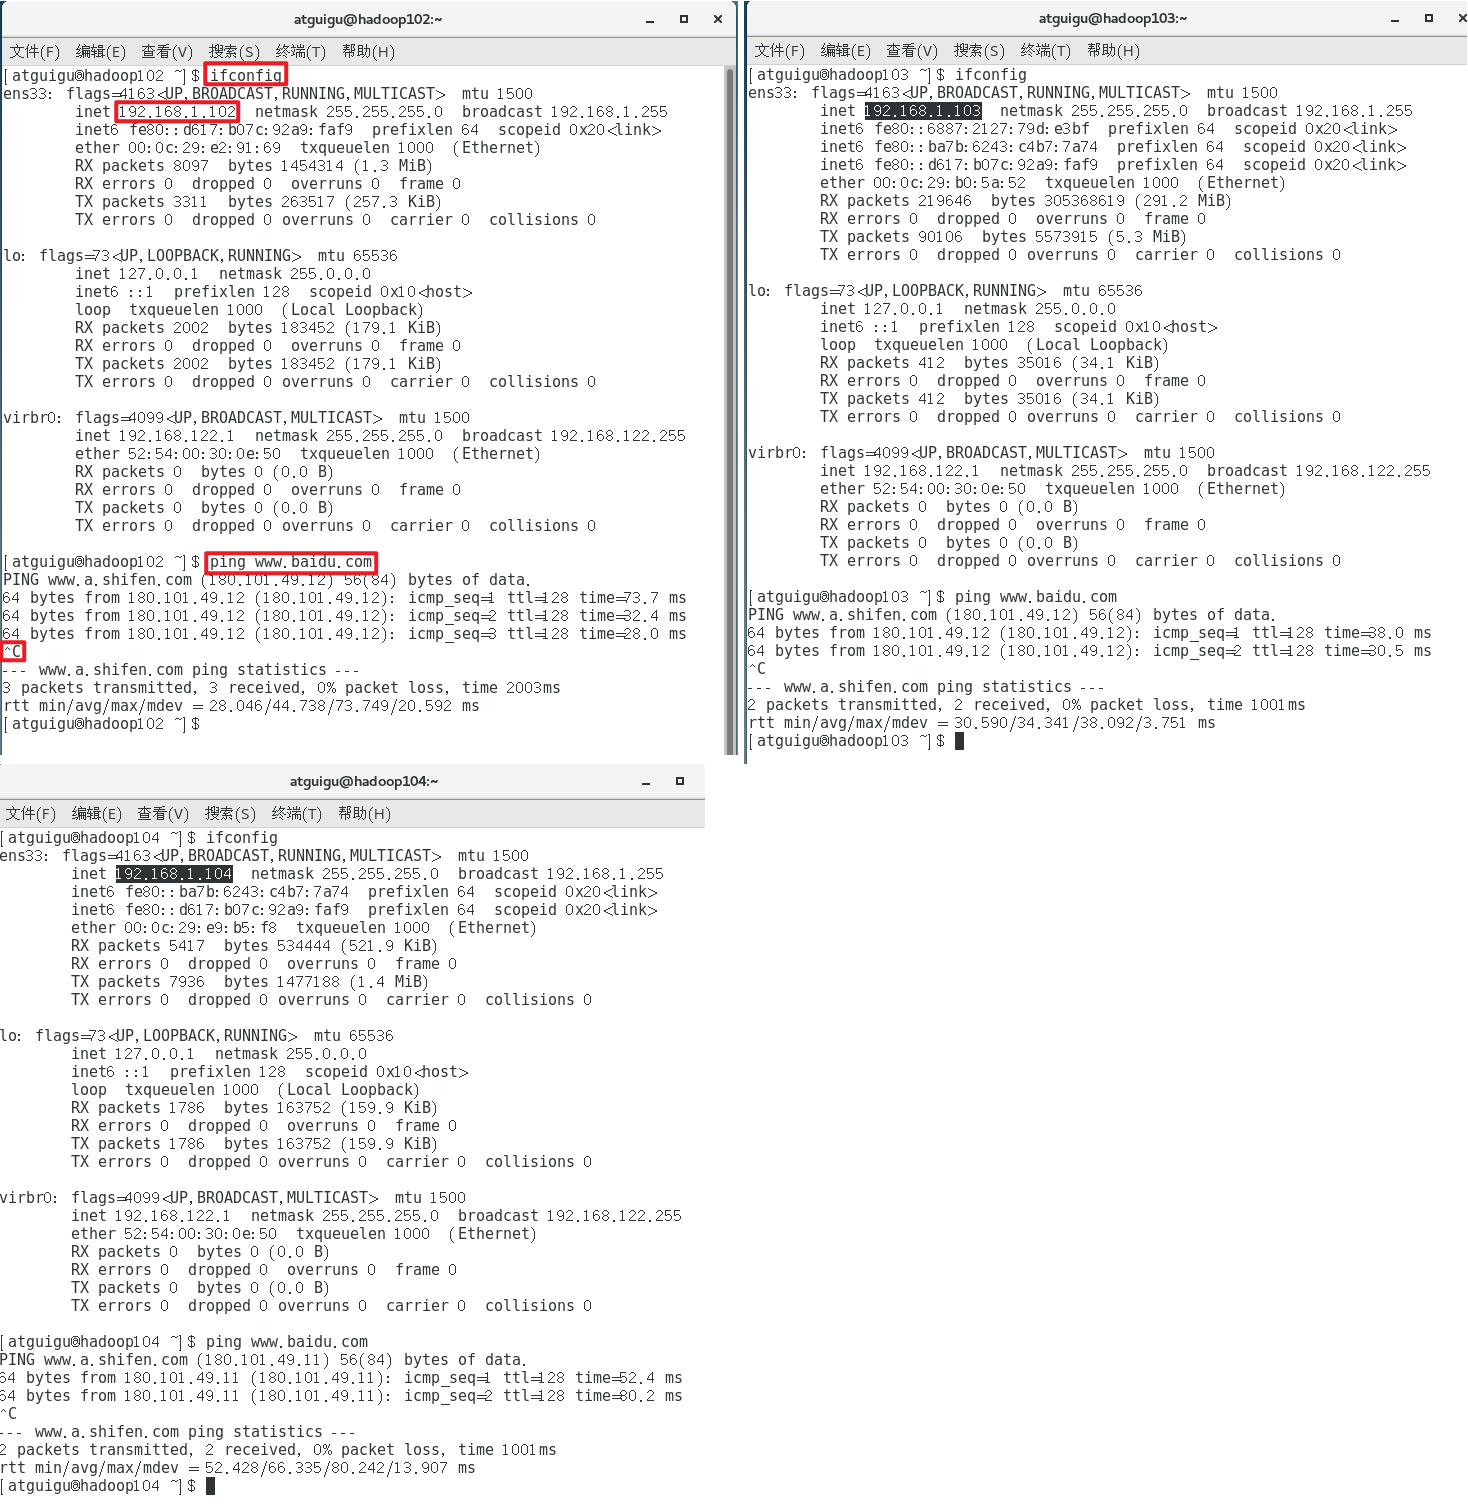 atguigu@hadoop102:~
文件(F) 编辑(E) 查看(V) 搜索(S) 终端(T) 帮助(H)
[atguigu@hadoop102 ~]$ ifconfig
ens33: flags=4163<UP,BROADCAST,RUNNING,MULTICAST> mtu 1500
inet 192.168.1.102 netmask 255.255.255.0 broadcast 192.168.1.255
inet6 fe80::d617:b07c:92a9:faf9 prefixlen 64 scopeid 0x20<link>
ether 00:0c:29:e2:91:69 txqueuelen 1000 (Ethernet)
RX packets 8097 bytes 1454314 (1.3 MiB)
RX errors 0 dropped 0 overruns 0 frame 0
TX packets 3311 bytes 263517 (257.3 KiB)
TX errors 0 dropped 0 overruns 0 carrier 0 collisions 0
lo: flags=73<UP,LOOPBACK,RUNNING> mtu 65536
inet 127.0.0.1 netmask 255.0.0.0
inet6 ::1 prefixlen 128 scopeid 0x10<host>
loop txqueuelen 1000 (Local Loopback)
RX packets 2002 bytes 183452 (179.1 KiB)
RX errors 0 dropped 0 overruns 0 frame 0
TX packets 2002 bytes 183452 (179.1 KiB)
TX errors 0 dropped 0 overruns 0 carrier 0 collisions 0
virbr0: flags=4099<UP,BROADCAST,MULTICAST> mtu 1500
inet 192.168.122.1 netmask 255.255.255.0 broadcast 192.168.122.255
ether 52:54:00:30:0e:50 txqueuelen 1000 (Ethernet)
RX packets 0 bytes 0 (0.0 B)
RX errors 0 dropped 0 overruns 0 frame 0
TX packets 0 bytes 0 (0.0 B)
TX errors 0 dropped 0 overruns 0 carrier 0 collisions 0
[atguigu@hadoop102 ~]$ ping www.baidu.com
PING www.a.shifen.com (180.101.49.12) 56(84) bytes of data.
64 bytes from 180.101.49.12 (180.101.49.12): icmp_seq=1 ttl=128 time=73.7 ms
64 bytes from 180.101.49.12 (180.101.49.12): icmp_seq=2 ttl=128 time=32.4 ms
64 bytes from 180.101.49.12 (180.101.49.12): icmp_seq=3 ttl=128 time=28.0 ms
^C
--- www.a.shifen.com ping statistics ---
3 packets transmitted, 3 received, 0% packet loss, time 2003ms
rtt min/avg/max/mdev = 28.046/44.738/73.749/20.592 ms
[atguigu@hadoop102 ~]$
atguigu@hadoop103:~
文件(F) 编辑(E) 查看(V) 搜索(S) 终端(T) 帮助(H)
[atguigu@hadoop103 ~]$ ifconfig
ens33: flags=4163<UP,BROADCAST,RUNNING,MULTICAST> mtu 1500
inet 192.168.1.103 netmask 255.255.255.0 broadcast 192.168.1.255
inet6 fe80::6887:2127:79d:e3bf prefixlen 64 scopeid 0x20<link>
inet6 fe80::ba7b:6243:c4b7:7a74 prefixlen 64 scopeid 0x20<link>
inet6 fe80::d617:b07c:92a9:faf9 prefixlen 64 scopeid 0x20<link>
ether 00:0c:29:b0:5a:52 txqueuelen 1000 (Ethernet)
RX packets 219646 bytes 305368619 (291.2 MiB)
RX errors 0 dropped 0 overruns 0 frame 0
TX packets 90106 bytes 5573915 (5.3 MiB)
TX errors 0 dropped 0 overruns 0 carrier 0 collisions 0
lo: flags=73<UP,LOOPBACK,RUNNING> mtu 65536
inet 127.0.0.1 netmask 255.0.0.0
inet6 ::1 prefixlen 128 scopeid 0x10<host>
loop txqueuelen 1000 (Local Loopback)
RX packets 412 bytes 35016 (34.1 KiB)
RX errors 0 dropped 0 overruns 0 frame 0
TX packets 412 bytes 35016 (34.1 KiB)
TX errors 0 dropped 0 overruns 0 carrier 0 collisions 0
virbr0: flags=4099<UP,BROADCAST,MULTICAST> mtu 1500
inet 192.168.122.1 netmask 255.255.255.0 broadcast 192.168.122.255
ether 52:54:00:30:0e:50 txqueuelen 1000 (Ethernet)
RX packets 0 bytes 0 (0.0 B)
RX errors 0 dropped 0 overruns 0 frame 0
TX packets 0 bytes 0 (0.0 B)
TX errors 0 dropped 0 overruns 0 carrier 0 collisions 0
[atguigu@hadoop103 ~]$ ping www.baidu.com
PING www.a.shifen.com (180.101.49.12) 56(84) bytes of data.
64 bytes from 180.101.49.12 (180.101.49.12): icmp_seq=1 ttl=128 time=38.0 ms
64 bytes from 180.101.49.12 (180.101.49.12): icmp_seq=2 ttl=128 time=30.5 ms
^C
--- www.a.shifen.com ping statistics ---
2 packets transmitted, 2 received, 0% packet loss, time 1001ms
rtt min/avg/max/mdev = 30.590/34.341/38.092/3.751 ms
[atguigu@hadoop103 ~]$
atguigu@hadoop104:~
文件(F) 编辑(E) 查看(V) 搜索(S) 终端(T) 帮助(H)
[atguigu@hadoop104 ~]$ ifconfig
ens33: flags=4163<UP,BROADCAST,RUNNING,MULTICAST> mtu 1500
inet 192.168.1.104 netmask 255.255.255.0 broadcast 192.168.1.255
inet6 fe80::ba7b:6243:c4b7:7a74 prefixlen 64 scopeid 0x20<link>
inet6 fe80::d617:b07c:92a9:faf9 prefixlen 64 scopeid 0x20<link>
ether 00:0c:29:e9:b5:f8 txqueuelen 1000 (Ethernet)
RX packets 5417 bytes 534444 (521.9 KiB)
RX errors 0 dropped 0 overruns 0 frame 0
TX packets 7936 bytes 1477188 (1.4 MiB)
TX errors 0 dropped 0 overruns 0 carrier 0 collisions 0
lo: flags=73<UP,LOOPBACK,RUNNING> mtu 65536
inet 127.0.0.1 netmask 255.0.0.0
inet6 ::1 prefixlen 128 scopeid 0x10<host>
loop txqueuelen 1000 (Local Loopback)
RX packets 1786 bytes 163752 (159.9 KiB)
RX errors 0 dropped 0 overruns 0 frame 0
TX packets 1786 bytes 163752 (159.9 KiB)
TX errors 0 dropped 0 overruns 0 carrier 0 collisions 0
virbr0: flags=4099<UP,BROADCAST,MULTICAST> mtu 1500
inet 192.168.122.1 netmask 255.255.255.0 broadcast 192.168.122.255
ether 52:54:00:30:0e:50 txqueuelen 1000 (Ethernet)
RX packets 0 bytes 0 (0.0 B)
RX errors 0 dropped 0 overruns 0 frame 0
TX packets 0 bytes 0 (0.0 B)
TX errors 0 dropped 0 overruns 0 carrier 0 collisions 0
[atguigu@hadoop104 ~]$ ping www.baidu.com
PING www.a.shifen.com (180.101.49.11) 56(84) bytes of data.
64 bytes from 180.101.49.11 (180.101.49.11): icmp_seq=1 ttl=128 time=52.4 ms
64 bytes from 180.101.49.11 (180.101.49.11): icmp_seq=2 ttl=128 time=80.2 ms
^C
--- www.a.shifen.com ping statistics ---
2 packets transmitted, 2 received, 0% packet loss, time 1001ms
rtt min/avg/max/mdev = 52.428/66.335/80.242/13.907 ms
[atguigu@hadoop104 ~]$